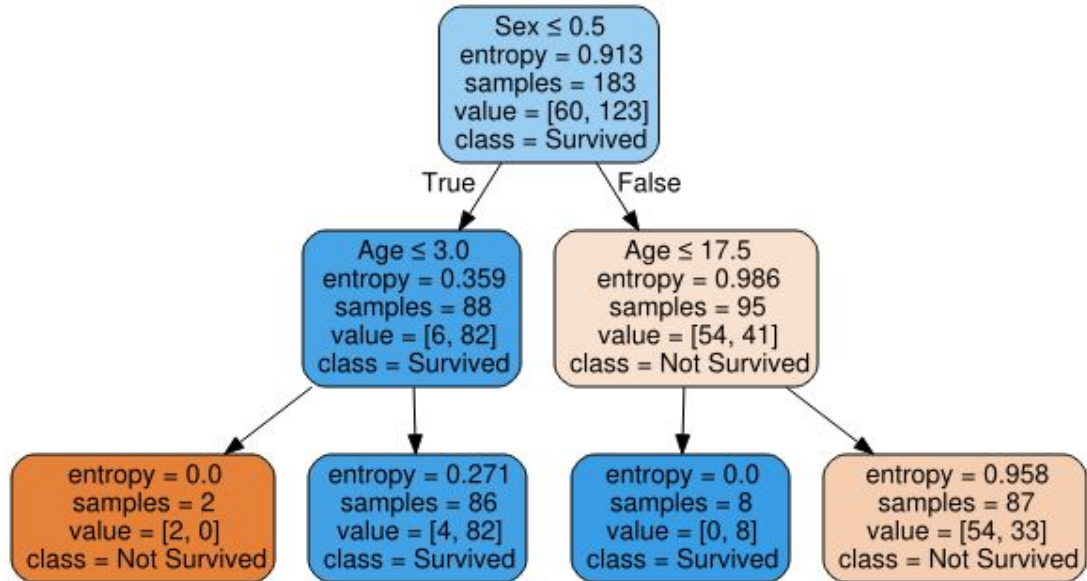 Sex ≤ 0.5
entropy = 0.913
samples = 183
value = [60, 123]
class = Survived
True
False
Age ≤ 3.0
entropy = 0.359
samples = 88
value = [6, 82]
class = Survived
Age ≤ 17.5
entropy = 0.986
samples = 95
value = [54, 41]
class = Not Survived
entropy = 0.0
samples = 2
value = [2, 0]
class = Not Survived
entropy = 0.271
samples = 86
value = [4, 82]
class = Survived
entropy = 0.0
samples = 8
value = [0, 8]
class = Survived
entropy = 0.958
samples = 87
value = [54, 33]
class = Not Survived